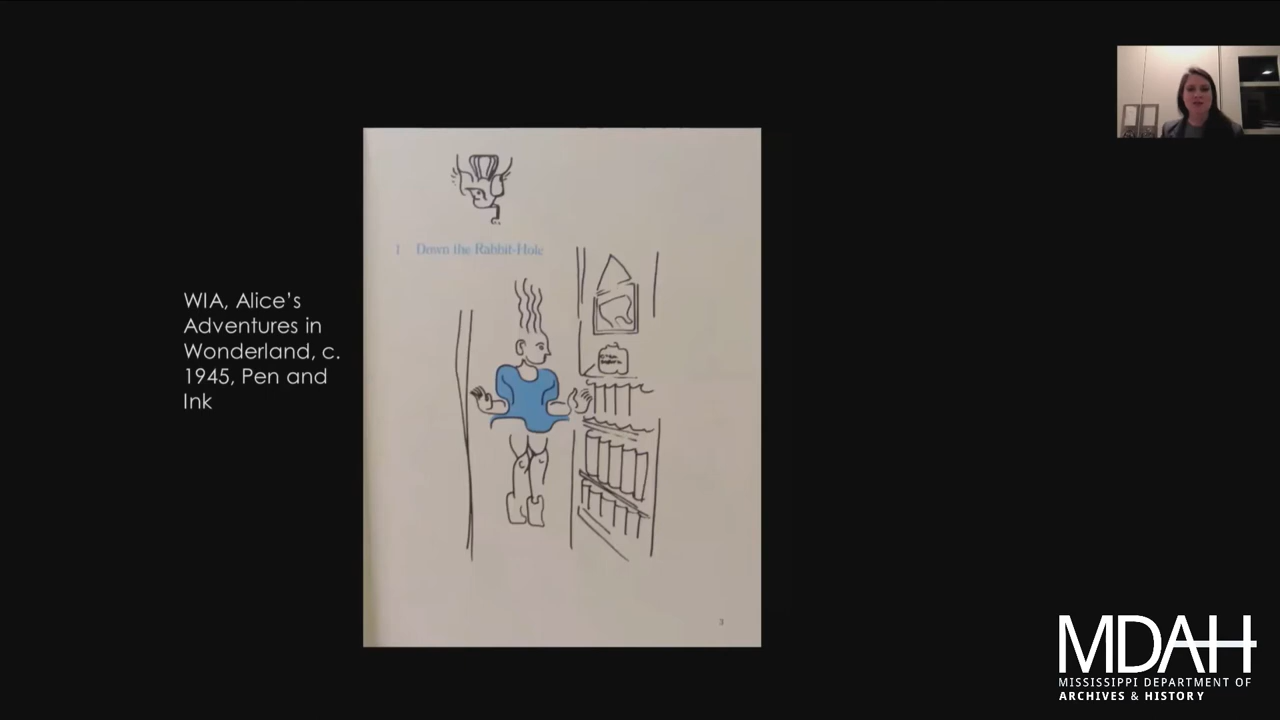 WIA, Alice's
Adventures in
Wonderland, c.
1945, Pen and
Ink
1 Down the Rabbit-Hole
3
MDAH
MISSISSIPPI DEPARTMENT OF
ARCHIVES & HISTORY